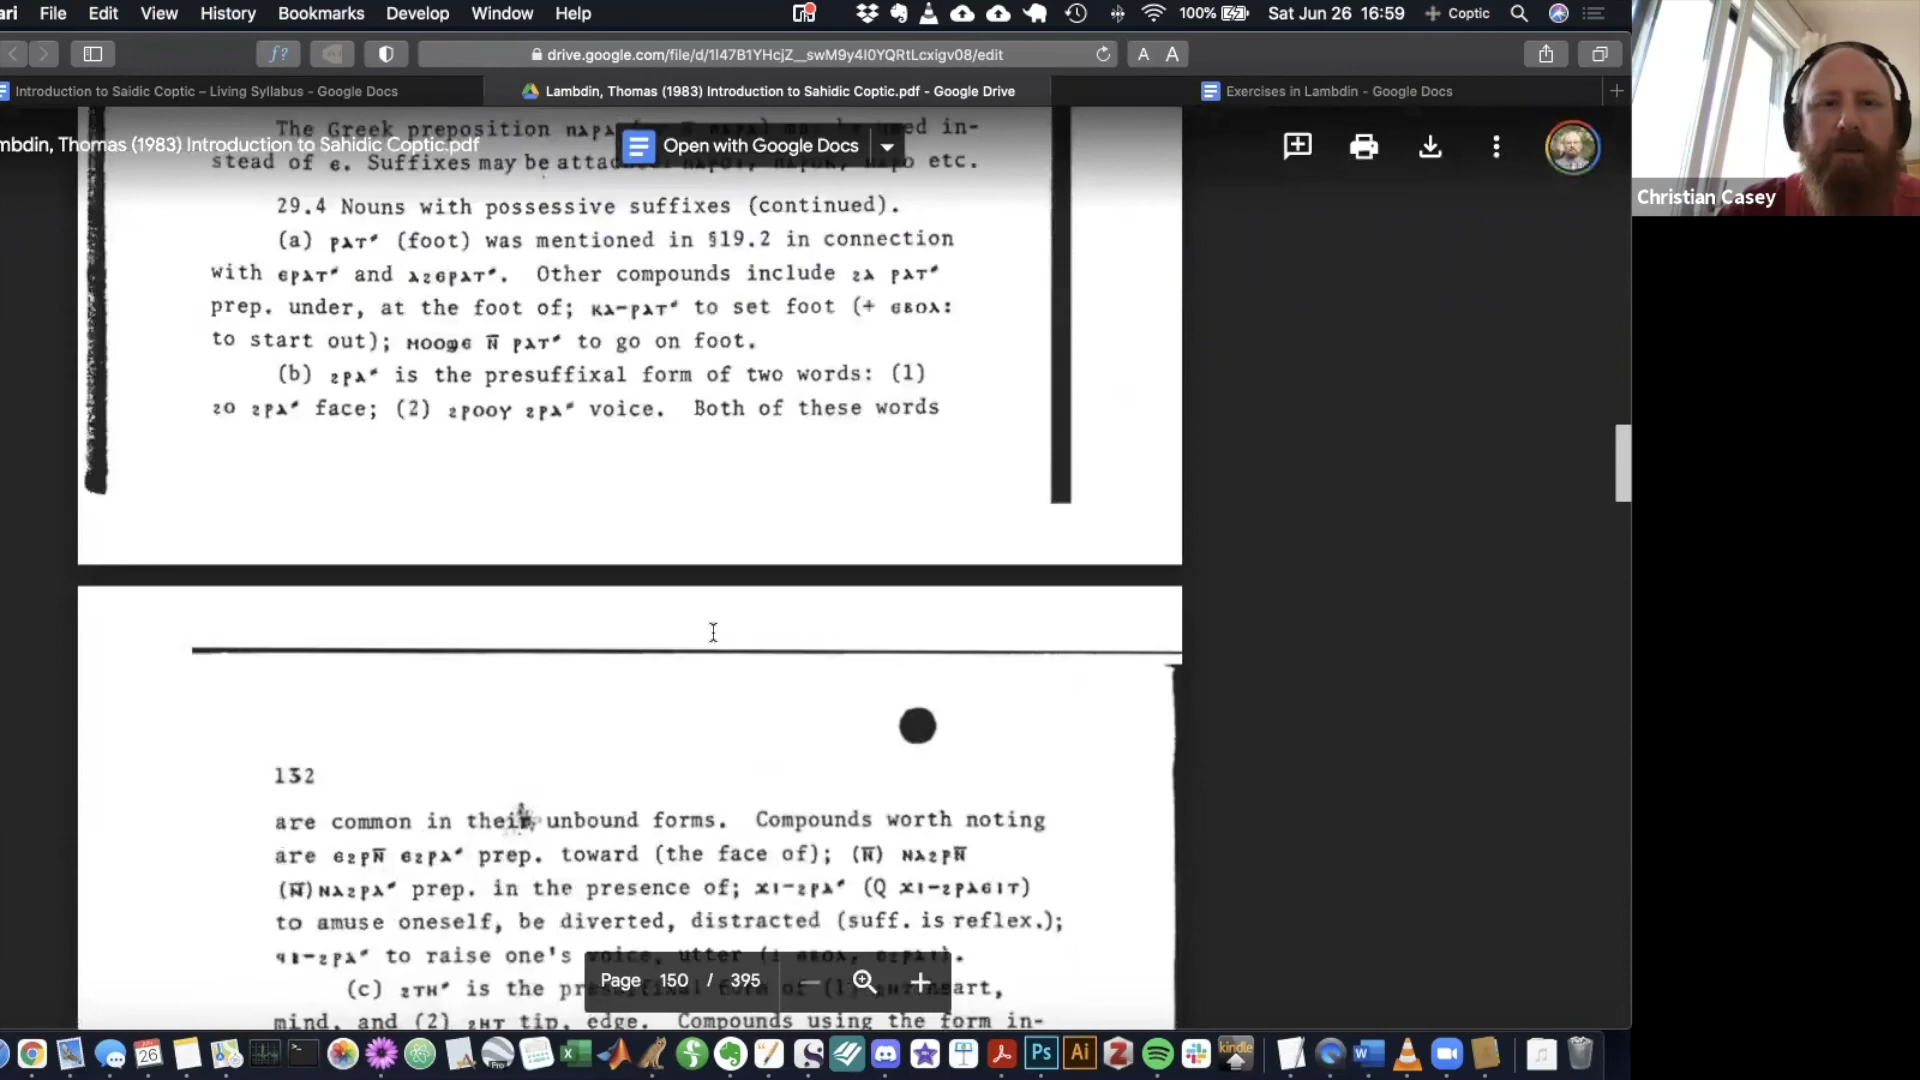 ari File Edit View History Bookmarks Develop Window Help 100% Sat Jun 26 16:59 Coptic
drive.google.com/file/d/1I47B1YHcjZ__swM9y4I0YQRtLcxigv08/edit A A
Introduction to Saidic Coptic – Living Syllabus - Google Docs
Lambdin, Thomas (1983) Introduction to Sahidic Coptic.pdf - Google Drive
Exercises in Lambdin - Google Docs
mbdin, Thomas (1983) Introduction to Sahidic Coptic.pdf
Open with Google Docs
Christian Casey
The Greek preposition ⲡⲁⲣⲁ used in-
stead of ⲉ. Suffixes may be etc.
29.4 Nouns with possessive suffixes (continued).
(a) ⲣⲁⲧ⸗ (foot) was mentioned in §19.2 in connection
with ⲉⲣⲁⲧ⸗ and ⲁϩⲉⲣⲁⲧ⸗. Other compounds include ϩⲁ ⲣⲁⲧ⸗
prep. under, at the foot of; ⲕⲁ-ⲣⲁⲧ⸗ to set foot (+ ⲉⲃⲟⲗ:
to start out); ⲙⲟⲟϣⲉ ⲛ̄ ⲣⲁⲧ⸗ to go on foot.
(b) ϩⲣⲁ⸗ is the presuffixal form of two words: (1)
ϩⲟ ϩⲣⲁ⸗ face; (2) ϩⲣⲟⲟⲩ ϩⲣⲁ⸗ voice. Both of these words
132
are common in their unbound forms. Compounds worth noting
are ⲉϩⲣⲛ̄ ⲉϩⲣⲁ⸗ prep. toward (the face of); (ⲛ̄) ⲛⲁϩⲣⲛ̄
(ⲛ̄)ⲛⲁϩⲣⲁ⸗ prep. in the presence of; ϫⲓ-ϩⲣⲁ⸗ (Q ϫⲓ-ϩⲣⲁⲉⲓⲧ)
to amuse oneself, be diverted, distracted (suff. is reflex.);
ϥⲓ-ϩⲣⲁ⸗ to raise one's voice, utter
(c) ϩⲧⲏ⸗ is the
mind, and (2) ϩⲏⲧ tip, edge. Compounds using the form in-
Page 150 / 395